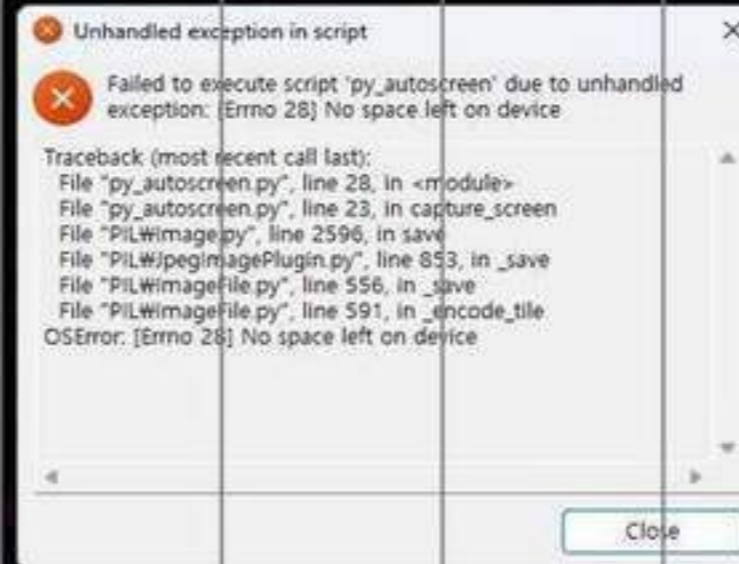 Unhandled exception in script
Failed to execute script 'py_autoscreen' due to unhandled
exception: [Errno 28] No space left on device
Traceback (most recent call last):
File "py_autoscreen.py", line 28, in <module>
File "py_autoscreen.py", line 23, in capture_screen
File "PIL₩Image.py", line 2596, in save
File "PIL₩JpegImagePlugin.py", line 853, in _save
File "PIL₩ImageFile.py", line 556, in _save
File "PIL₩ImageFile.py", line 591, in _encode_tile
OSError: [Errno 28] No space left on device
Close